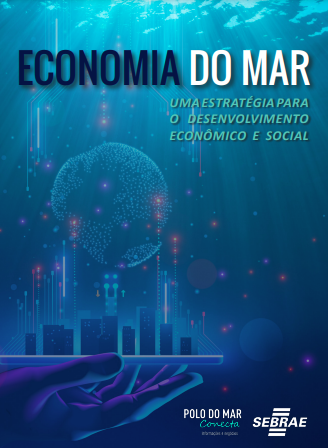 ECONOMIA DO MAR
UMA ESTRATÉGIA PARA
O DESENVOLVIMENTO
ECONÔMICO E SOCIAL
POLO DO MAR
Conecta
SEBRAE